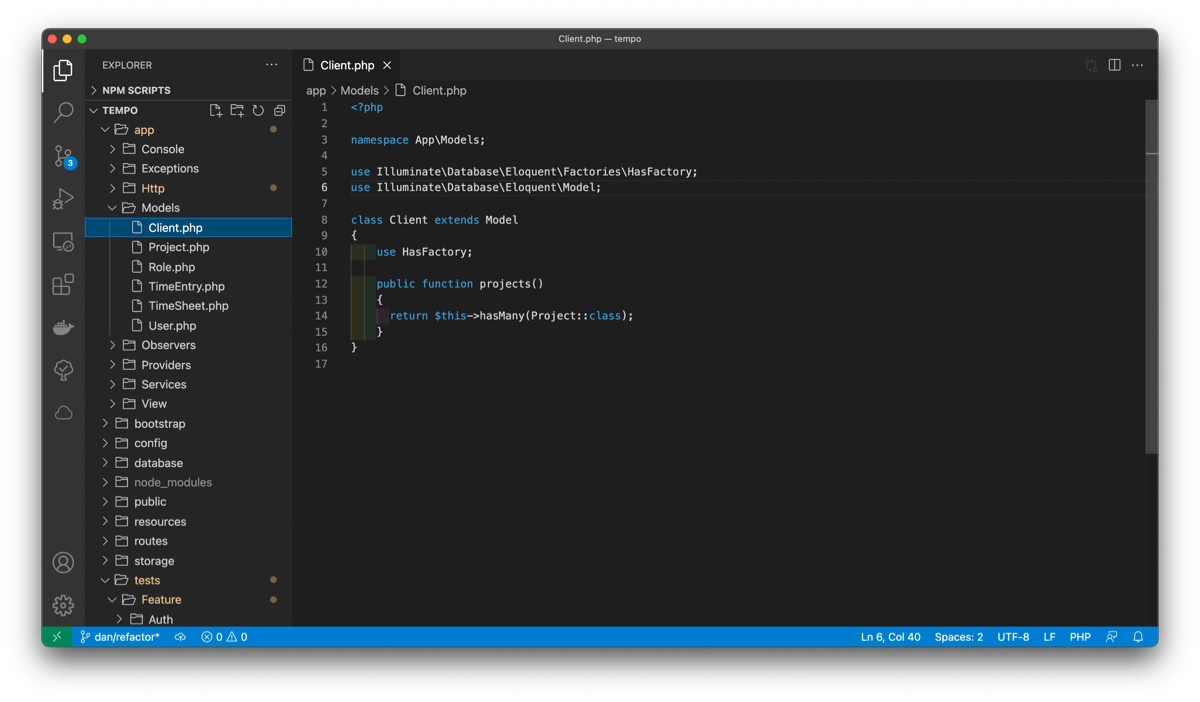 Client.php — tempo
EXPLORER
NPM SCRIPTS
TEMPO
app
Console
Exceptions
Http
Models
Client.php
Project.php
Role.php
TimeEntry.php
TimeSheet.php
User.php
Observers
Providers
Services
View
bootstrap
config
database
node_modules
public
resources
routes
storage
tests
Feature
Auth
3
Client.php
app > Models > Client.php
1 <?php
2
3 namespace App\Models;
4
5 use Illuminate\Database\Eloquent\Factories\HasFactory;
6 use Illuminate\Database\Eloquent\Model;
7
8 class Client extends Model
9 {
10 use HasFactory;
11
12 public function projects()
13 {
14 return $this->hasMany(Project::class);
15 }
16 }
17
dan/refactor* 0 0 Ln 6, Col 40 Spaces: 2 UTF-8 LF PHP